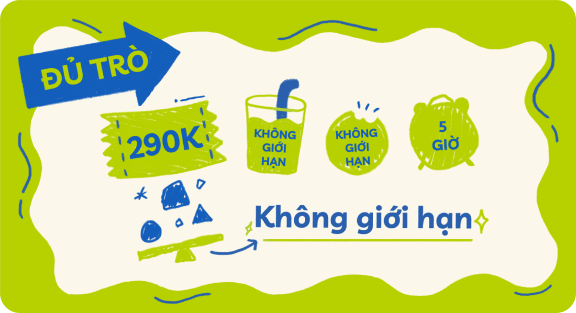 ĐỦ TRÒ
290K
KHÔNG
GIỚI
HẠN
KHÔNG
GIỚI
HẠN
5
GIỜ
Không giới hạn